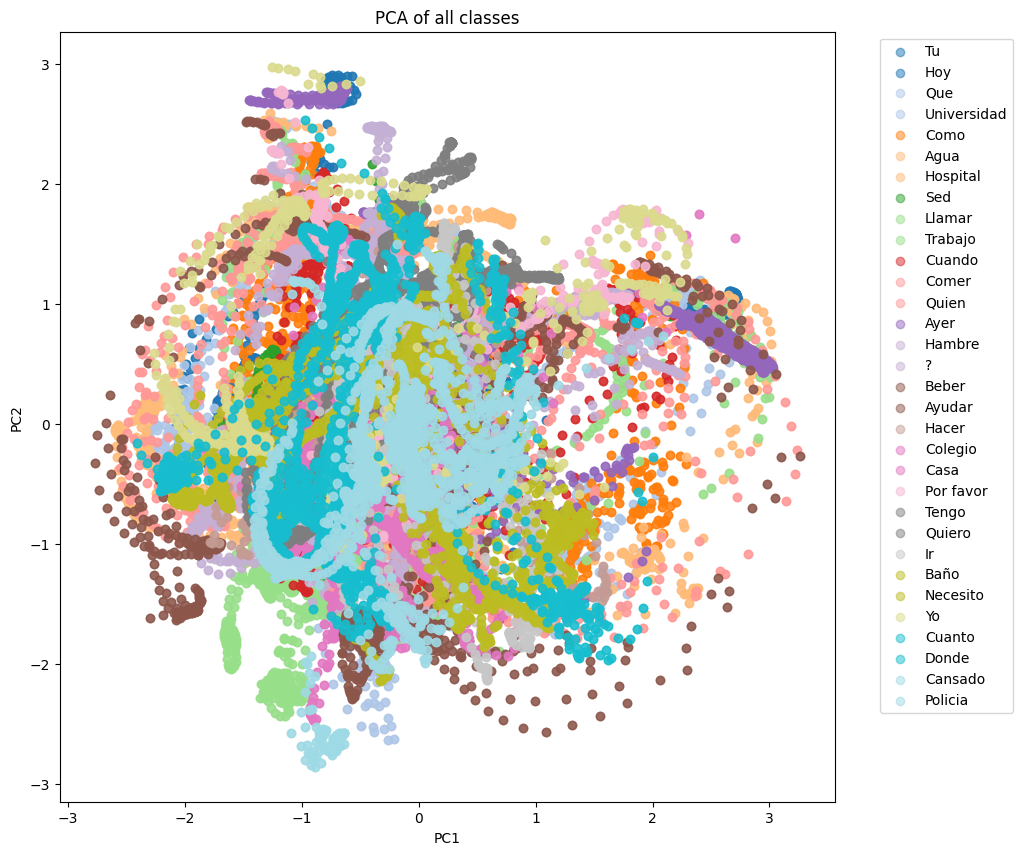 PCA of all classes
3
2
1
0
−1
−2
−3
PC2
−3
−2
−1
0
1
2
3
PC1
Tu
Hoy
Que
Universidad
Como
Agua
Hospital
Sed
Llamar
Trabajo
Cuando
Comer
Quien
Ayer
Hambre
?
Beber
Ayudar
Hacer
Colegio
Casa
Por favor
Tengo
Quiero
Ir
Baño
Necesito
Yo
Cuanto
Donde
Cansado
Policia